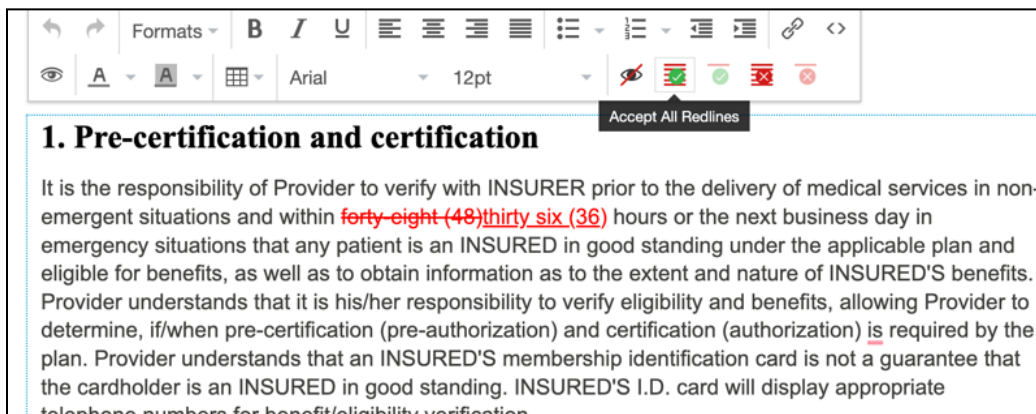 Formats B I U
A A Arial 12pt
Accept All Redlines
1. Pre-certification and certification
It is the responsibility of Provider to verify with INSURER prior to the delivery of medical services in non-
emergent situations and within forty-eight (48)thirty six (36) hours or the next business day in
emergency situations that any patient is an INSURED in good standing under the applicable plan and
eligible for benefits, as well as to obtain information as to the extent and nature of INSURED'S benefits.
Provider understands that it is his/her responsibility to verify eligibility and benefits, allowing Provider to
determine, if/when pre-certification (pre-authorization) and certification (authorization) is required by the
plan. Provider understands that an INSURED'S membership identification card is not a guarantee that
the cardholder is an INSURED in good standing. INSURED'S I.D. card will display appropriate
telephone numbers for benefit/eligibility verification